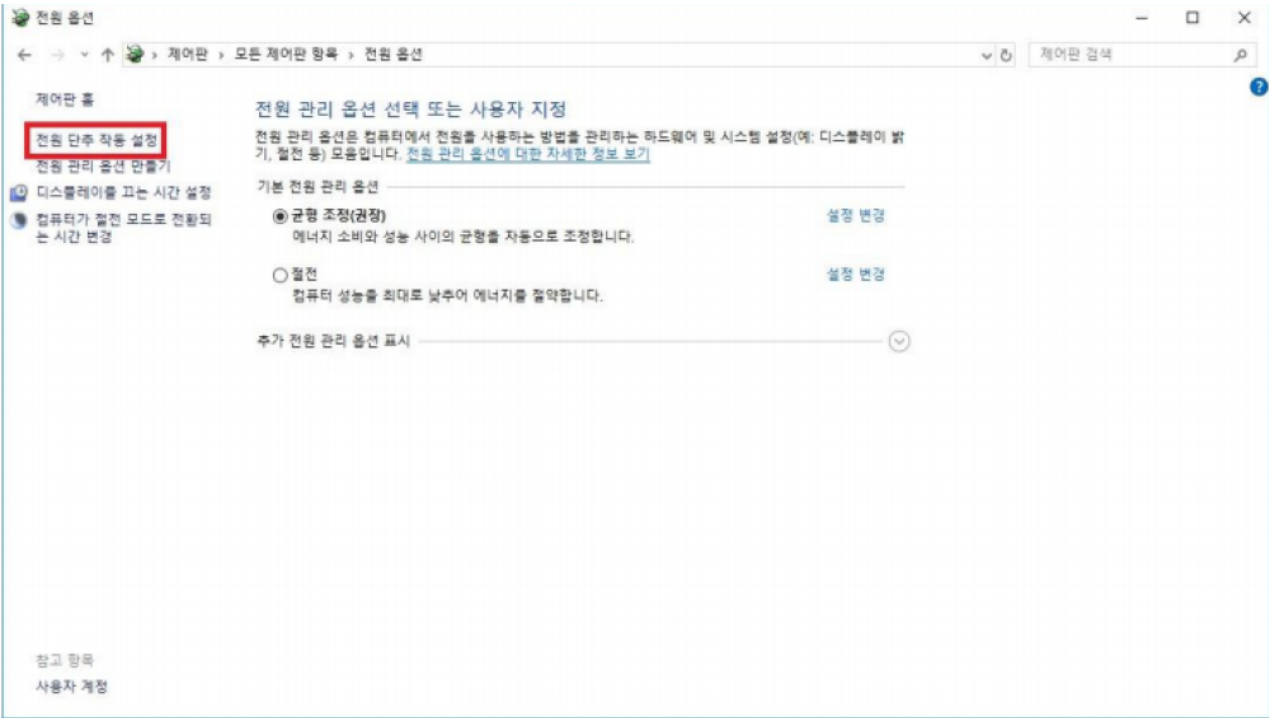 전원 옵션
제어판 › 모든 제어판 항목 › 전원 옵션
제어판 검색
제어판 홈
전원 단추 작동 설정
전원 관리 옵션 만들기
디스플레이를 끄는 시간 설정
컴퓨터가 절전 모드로 전환되
는 시간 변경
전원 관리 옵션 선택 또는 사용자 지정
전원 관리 옵션은 컴퓨터에서 전원을 사용하는 방법을 관리하는 하드웨어 및 시스템 설정(예: 디스플레이 밝
기, 절전 등) 모음입니다. 전원 관리 옵션에 대한 자세한 정보 보기
기본 전원 관리 옵션
균형 조정(권장) 설정 변경
에너지 소비와 성능 사이의 균형을 자동으로 조정합니다.
절전 설정 변경
컴퓨터 성능을 최대로 낮추어 에너지를 절약합니다.
추가 전원 관리 옵션 표시
참고 항목
사용자 계정